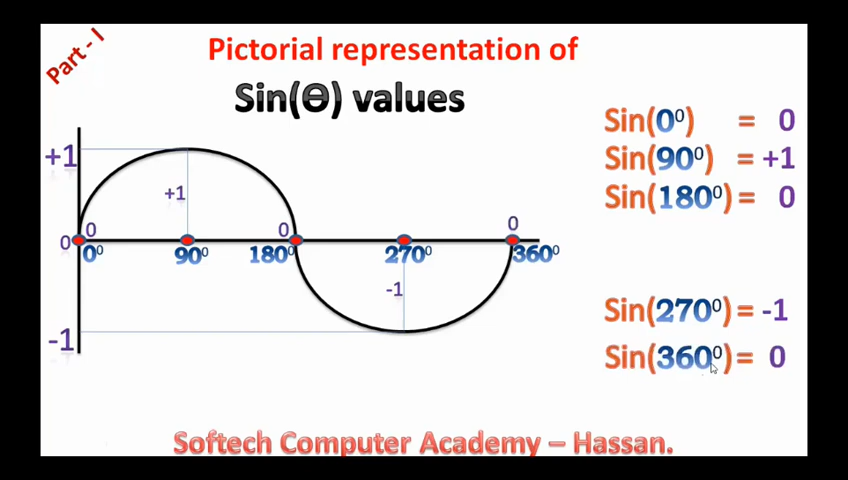 Part - I
Pictorial representation of
Sin(Ө) values
Sin(0⁰) = 0
Sin(90⁰) = +1
Sin(180⁰) = 0
Sin(270⁰) = -1
Sin(360⁰) = 0
+1
+1
0
0
0
0
0⁰
90⁰
180⁰
270⁰
360⁰
-1
-1
Softech Computer Academy – Hassan.